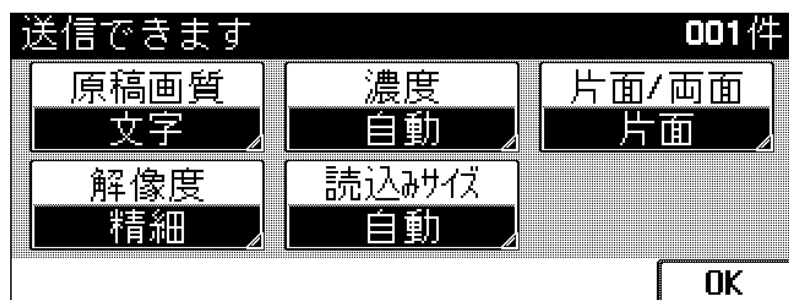 送信できます 001件
原稿画質 濃度 片面/両面
文字 自動 片面
解像度 読込みサイズ
精細 自動
OK